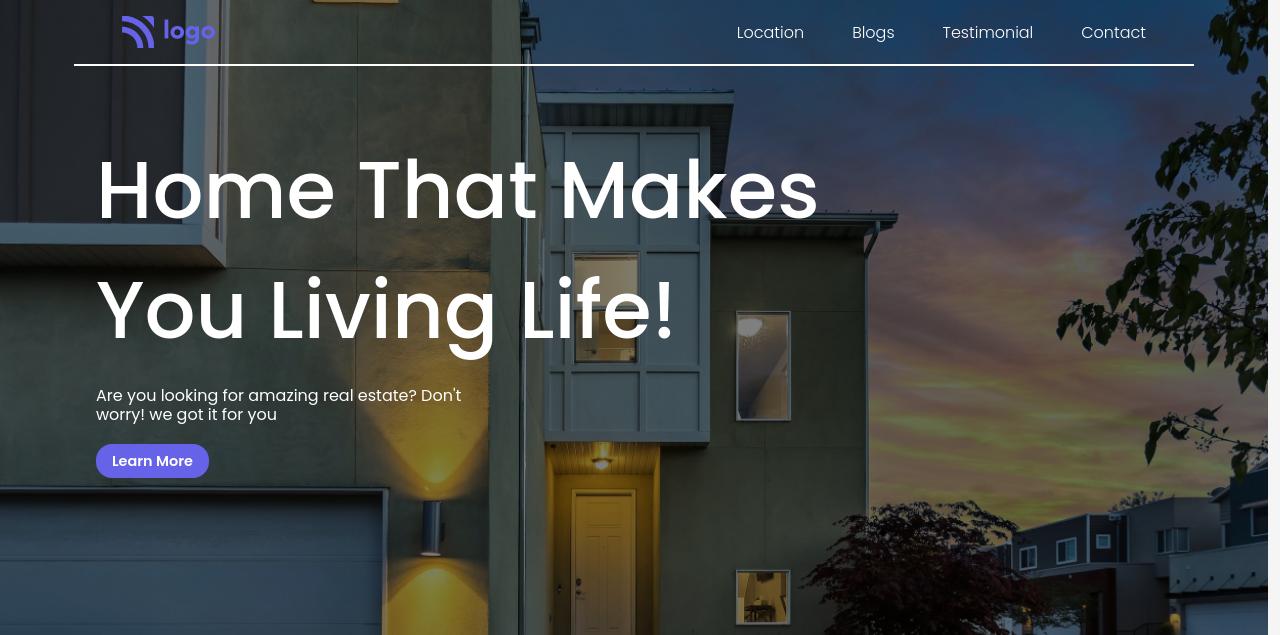 logo
Location Blogs Testimonial Contact
Home That Makes
You Living Life!
Are you looking for amazing real estate? Don't
worry! we got it for you
Learn More